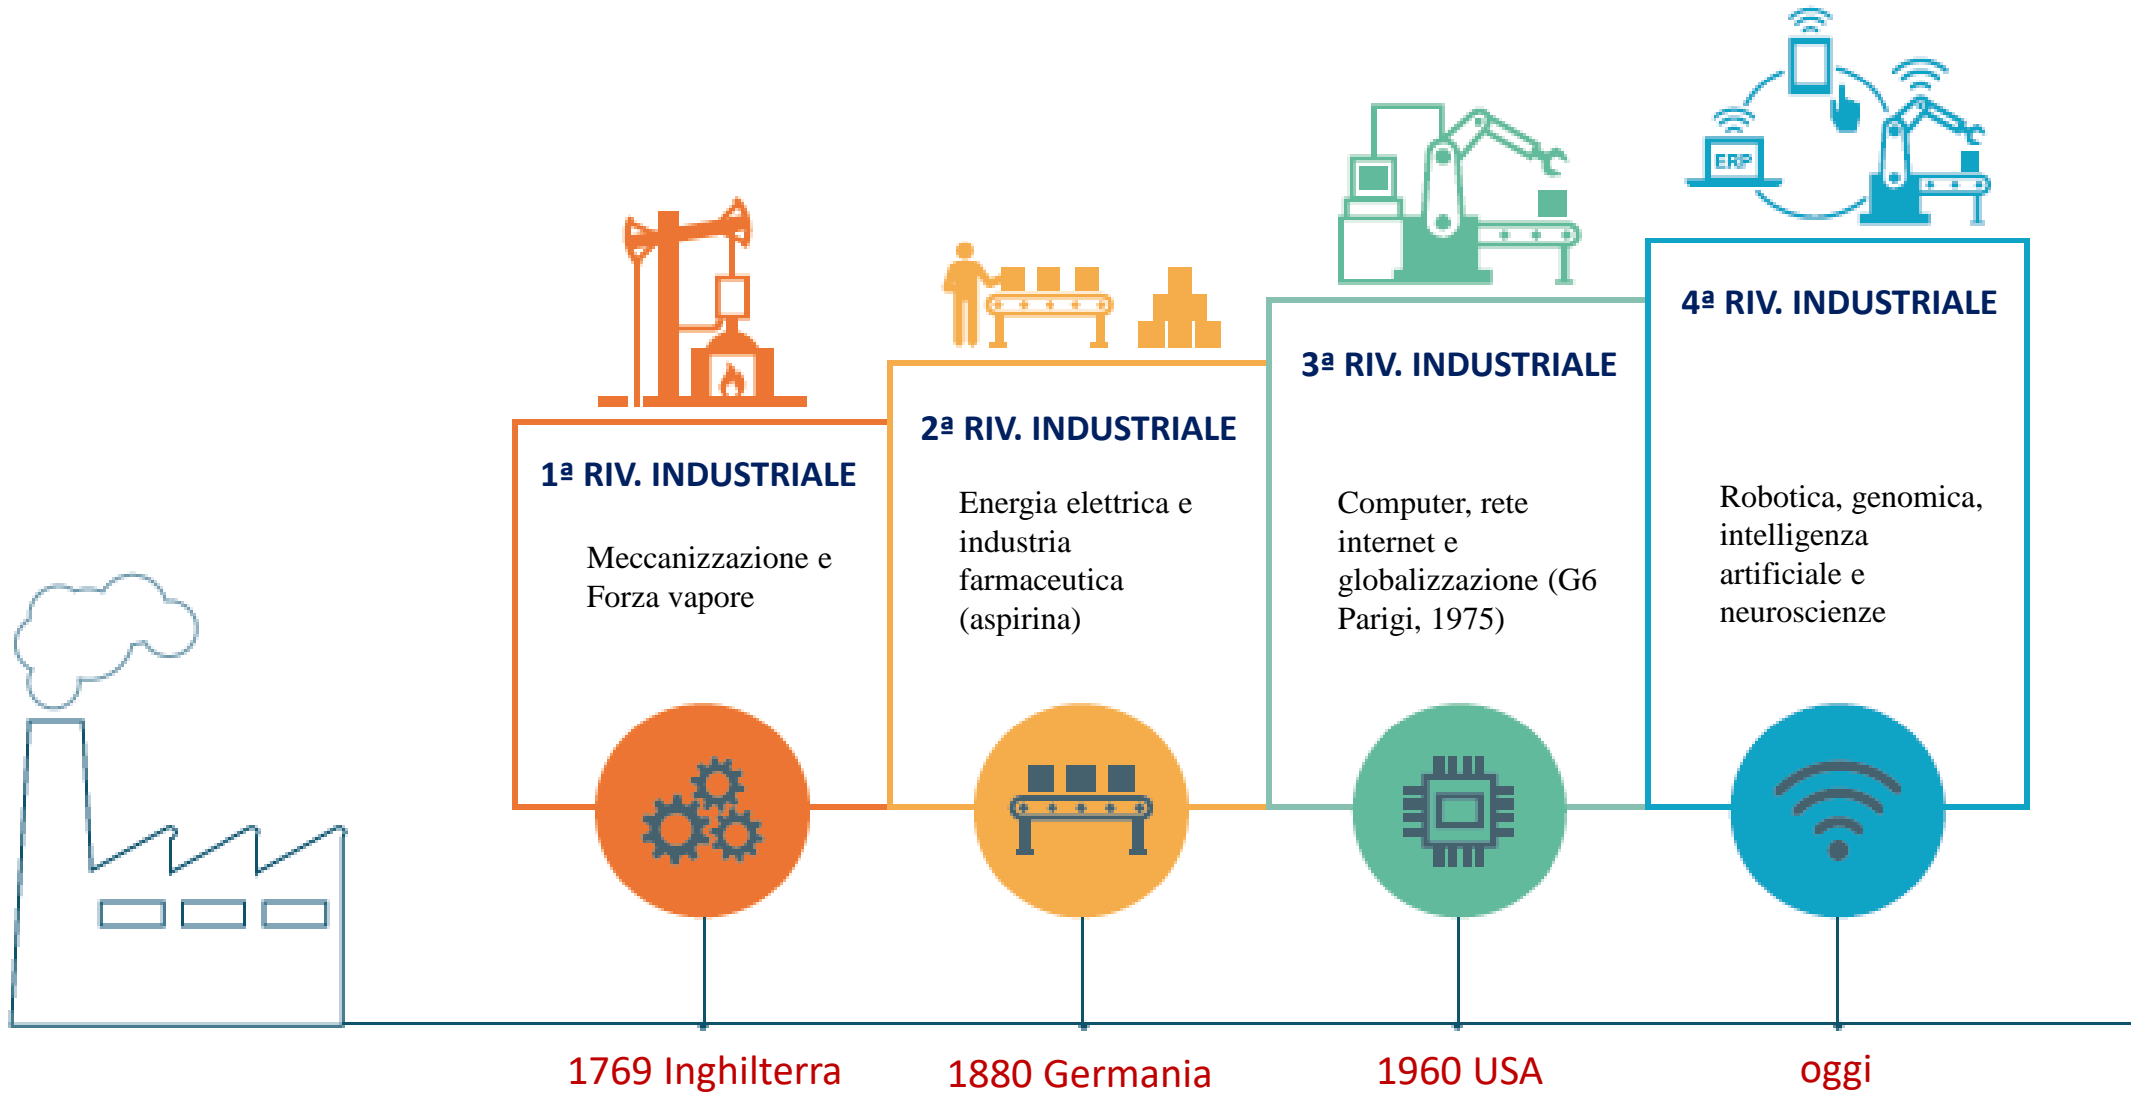 ERP
1ª RIV. INDUSTRIALE
Meccanizzazione e
Forza vapore
2ª RIV. INDUSTRIALE
Energia elettrica e
industria
farmaceutica
(aspirina)
3ª RIV. INDUSTRIALE
Computer, rete
internet e
globalizzazione (G6
Parigi, 1975)
4ª RIV. INDUSTRIALE
Robotica, genomica,
intelligenza
artificiale e
neuroscienze
1769 Inghilterra
1880 Germania
1960 USA
oggi